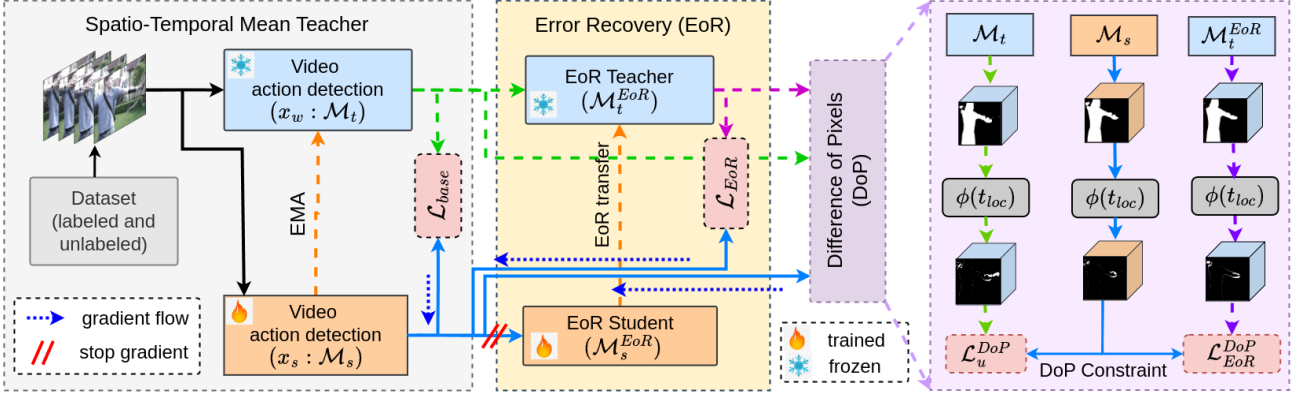 Spatio-Temporal Mean Teacher
Video
action detection
(x_w : M_t)
Dataset
(labeled and
unlabeled)
EMA
L_base
gradient flow
stop gradient
Video
action detection
(x_s : M_s)
Error Recovery (EoR)
EoR Teacher
(M_t^EoR)
EoR transfer
L_EoR
EoR Student
(M_s^EoR)
Difference of Pixels
(DoP)
trained
frozen
M_t
M_s
M_t^EoR
ϕ(t_loc)
ϕ(t_loc)
ϕ(t_loc)
L_u^DoP
L_EoR^DoP
DoP Constraint